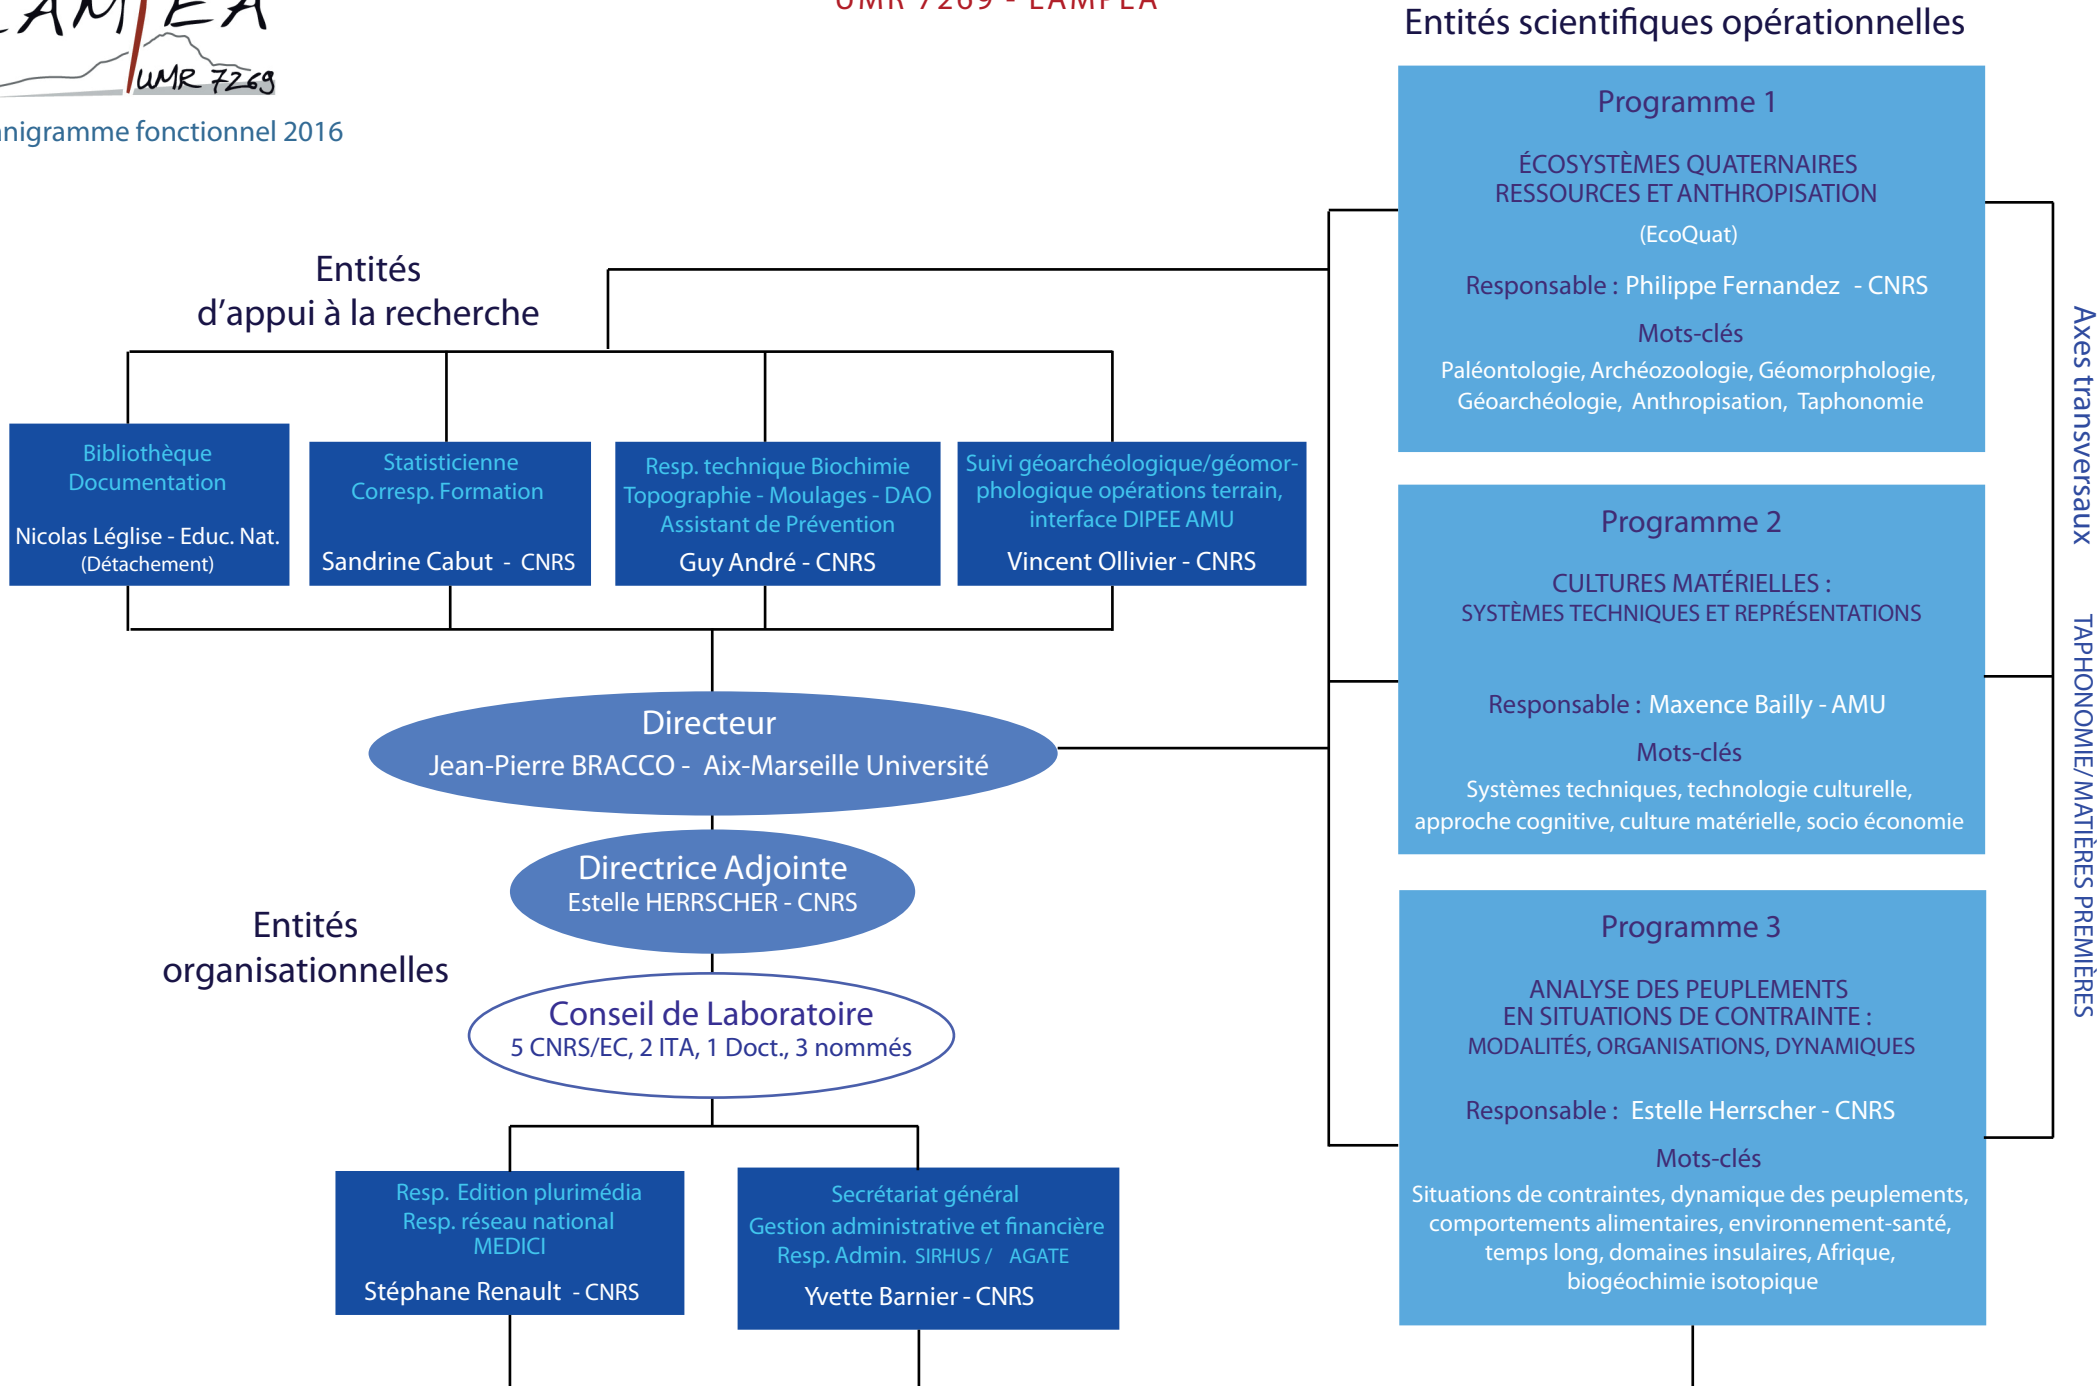 UMR 7269 - LAMPEA
LAMPEA
UMR 7269
nigramme fonctionnel 2016
Entités scientifiques opérationnelles
Programme 1
ÉCOSYSTÈMES QUATERNAIRES
RESSOURCES ET ANTHROPISATION
(EcoQuat)
Responsable : Philippe Fernandez - CNRS
Mots-clés
Paléontologie, Archéozoologie, Géomorphologie,
Géoarchéologie, Anthropisation, Taphonomie
Programme 2
CULTURES MATÉRIELLES :
SYSTÈMES TECHNIQUES ET REPRÉSENTATIONS
Responsable : Maxence Bailly - AMU
Mots-clés
Systèmes techniques, technologie culturelle,
approche cognitive, culture matérielle, socio économie
Programme 3
ANALYSE DES PEUPLEMENTS
EN SITUATIONS DE CONTRAINTE :
MODALITÉS, ORGANISATIONS, DYNAMIQUES
Responsable : Estelle Herrscher - CNRS
Mots-clés
Situations de contraintes, dynamique des peuplements,
comportements alimentaires, environnement-santé,
temps long, domaines insulaires, Afrique,
biogéochimie isotopique
Axes transversaux TAPHONOMIE/MATIÈRES PREMIÈRES
Entités
d'appui à la recherche
Bibliothèque
Documentation
Nicolas Léglise - Educ. Nat.
(Détachement)
Statisticienne
Corresp. Formation
Sandrine Cabut - CNRS
Resp. technique Biochimie
Topographie - Moulages - DAO
Assistant de Prévention
Guy André - CNRS
Suivi géoarchéologique/géomor-
phologique opérations terrain,
interface DIPEE AMU
Vincent Ollivier - CNRS
Directeur
Jean-Pierre BRACCO - Aix-Marseille Université
Directrice Adjointe
Estelle HERRSCHER - CNRS
Entités
organisationnelles
Conseil de Laboratoire
5 CNRS/EC, 2 ITA, 1 Doct., 3 nommés
Resp. Edition plurimédia
Resp. réseau national
MEDICI
Stéphane Renault - CNRS
Secrétariat général
Gestion administrative et financière
Resp. Admin. SIRHUS / AGATE
Yvette Barnier - CNRS